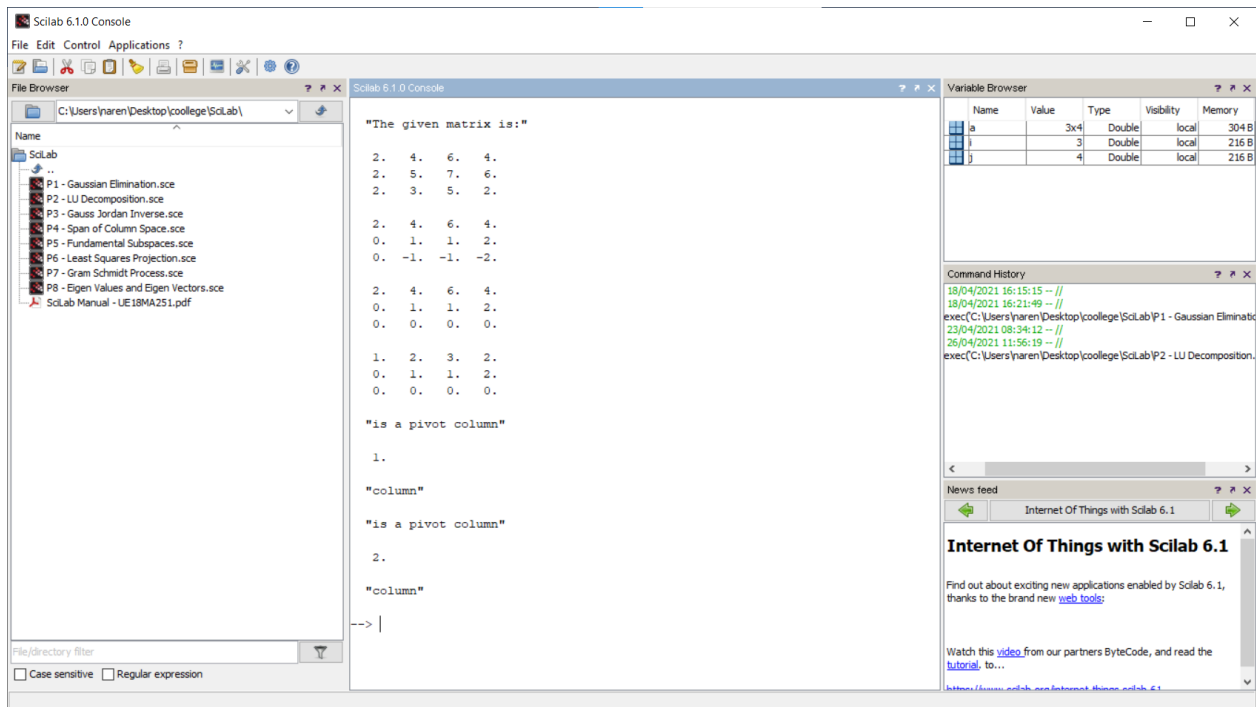 Scilab 6.1.0 Console
File Edit Control Applications ?
File Browser ? ↗ X
C:\Users\naren\Desktop\coollege\SciLab\
Name
SciLab
..
P1 - Gaussian Elimination.sce
P2 - LU Decomposition.sce
P3 - Gauss Jordan Inverse.sce
P4 - Span of Column Space.sce
P5 - Fundamental Subspaces.sce
P6 - Least Squares Projection.sce
P7 - Gram Schmidt Process.sce
P8 - Eigen Values and Eigen Vectors.sce
SciLab Manual - UE18MA251.pdf
File/directory filter
Case sensitive Regular expression
Scilab 6.1.0 Console ? ↗ X
"The given matrix is:"
2. 4. 6. 4.
2. 5. 7. 6.
2. 3. 5. 2.
2. 4. 6. 4.
0. 1. 1. 2.
0. -1. -1. -2.
2. 4. 6. 4.
0. 1. 1. 2.
0. 0. 0. 0.
1. 2. 3. 2.
0. 1. 1. 2.
0. 0. 0. 0.
"is a pivot column"
1.
"column"
"is a pivot column"
2.
"column"
-->
Variable Browser ? ↗ X
Name Value Type Visibility Memory
a 3x4 Double local 304 B
i 3 Double local 216 B
j 4 Double local 216 B
Command History ? ↗ X
18/04/2021 16:15:15 -- //
18/04/2021 16:21:49 -- //
exec('C:\Users\naren\Desktop\coollege\SciLab\P1 - Gaussian Eliminatio
23/04/2021 08:34:12 -- //
26/04/2021 11:56:19 -- //
exec('C:\Users\naren\Desktop\coollege\SciLab\P2 - LU Decomposition.
News feed ? ↗ X
Internet Of Things with Scilab 6.1
Internet Of Things with Scilab 6.1
Find out about exciting new applications enabled by Scilab 6.1,
thanks to the brand new web tools:
Watch this video from our partners ByteCode, and read the
tutorial. to...
https://www.scilab.org/internet-things-scilab-61